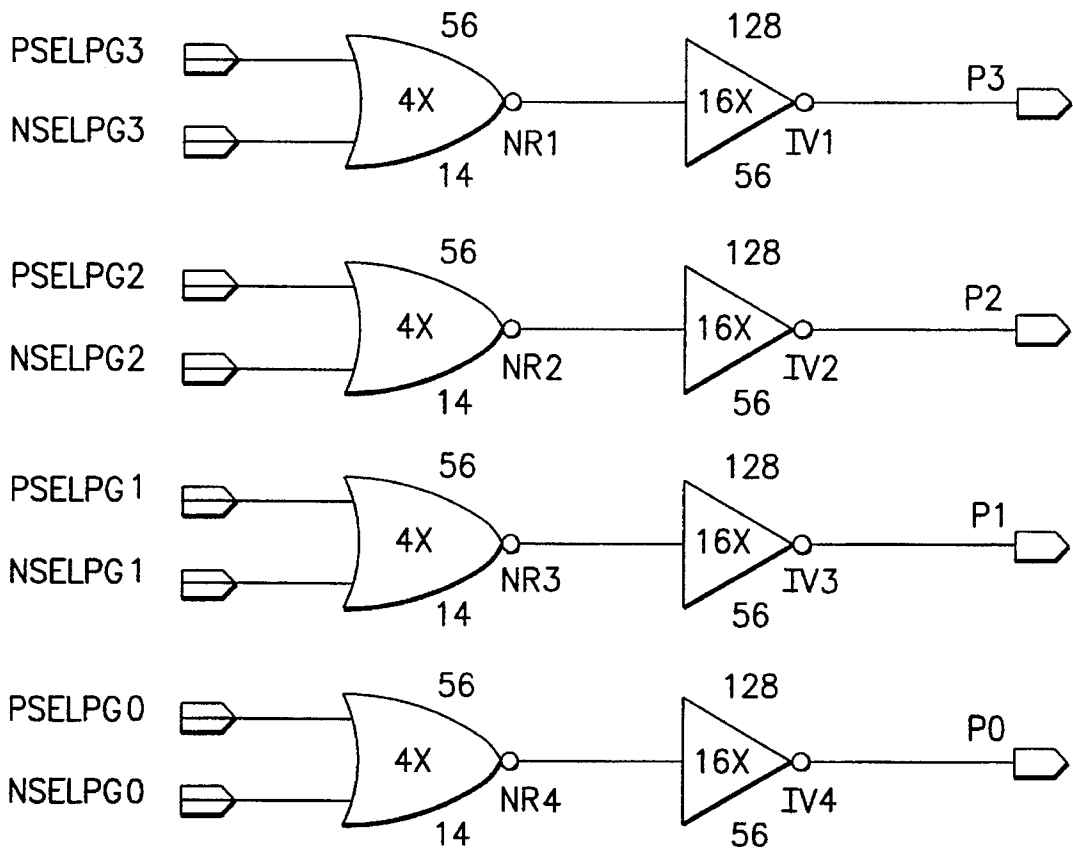 56 128
PSELPG3 P3
4X 16X
NSELPG3 NR1 IV1
14 56
56 128
PSELPG2 P2
4X 16X
NSELPG2 NR2 IV2
14 56
56 128
PSELPG1 P1
4X 16X
NSELPG1 NR3 IV3
14 56
56 128
PSELPG0 P0
4X 16X
NSELPG0 NR4 IV4
14 56